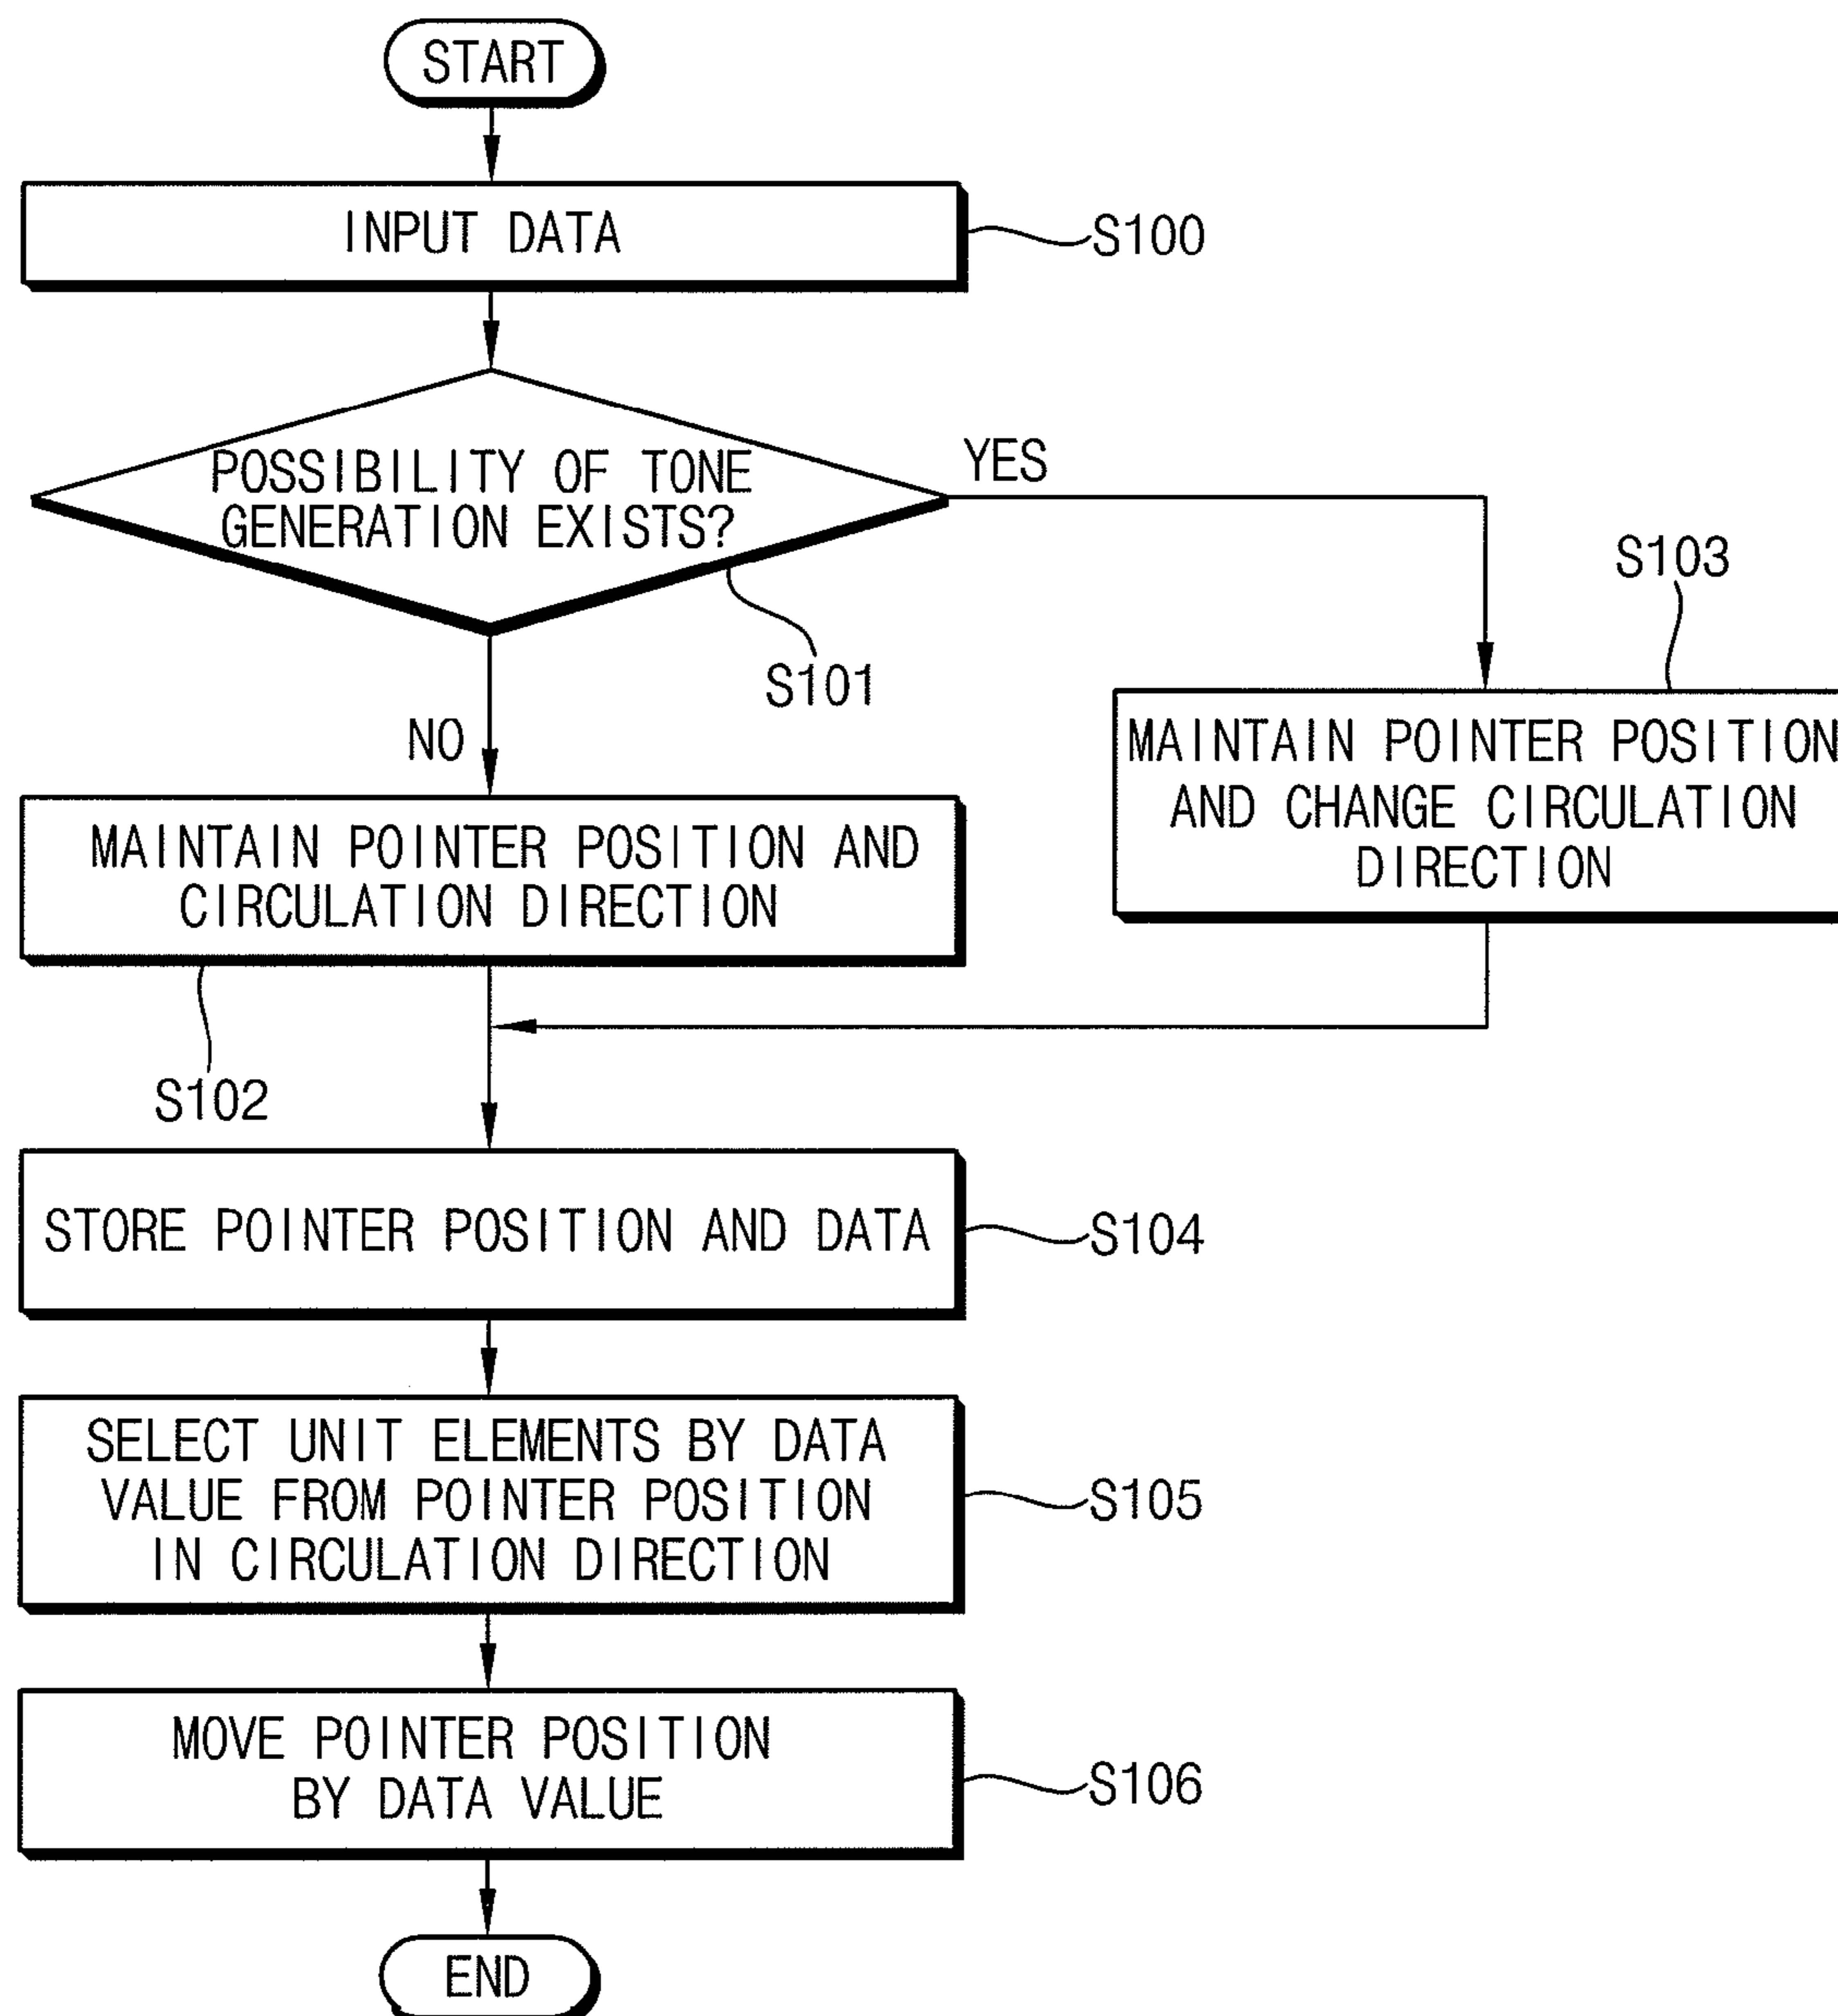 START
INPUT DATA
S100
POSSIBILITY OF TONE
GENERATION EXISTS?
YES
S101
NO
S103
MAINTAIN POINTER POSITION
AND CHANGE CIRCULATION
DIRECTION
MAINTAIN POINTER POSITION AND
CIRCULATION DIRECTION
S102
STORE POINTER POSITION AND DATA
S104
SELECT UNIT ELEMENTS BY DATA
VALUE FROM POINTER POSITION
IN CIRCULATION DIRECTION
S105
MOVE POINTER POSITION
BY DATA VALUE
S106
END